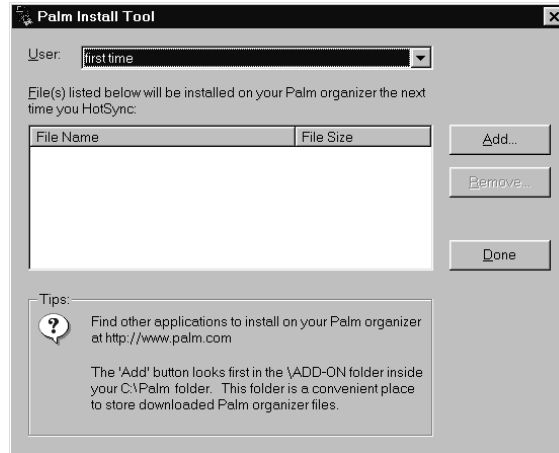 Palm Install Tool
User: first time
File(s) listed below will be installed on your Palm organizer the next
time you HotSync:
File Name File Size
Add...
Remove...
Done
Tips:
Find other applications to install on your Palm organizer
at http://www.palm.com
The 'Add' button looks first in the \ADD-ON folder inside
your C:\Palm folder. This folder is a convenient place
to store downloaded Palm organizer files.